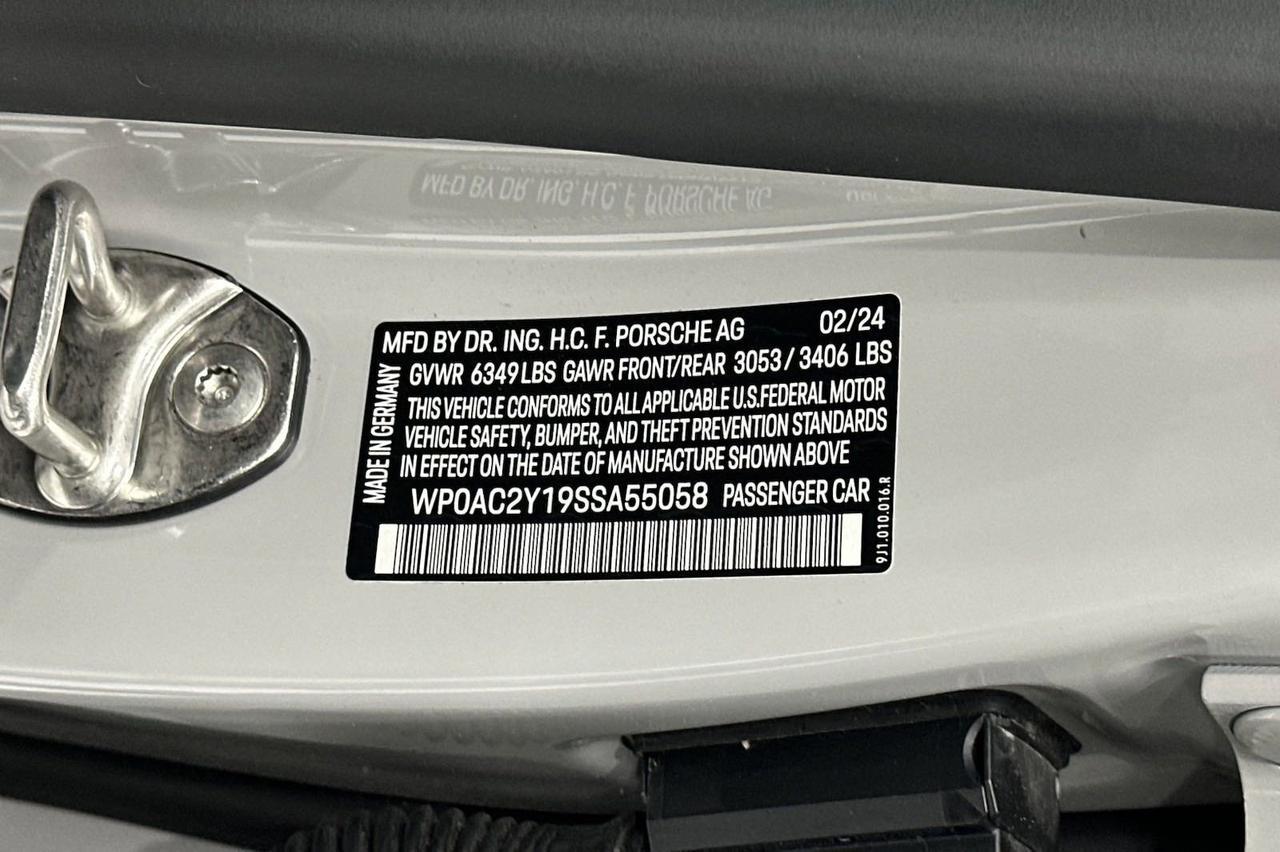 MFD BY DR. ING. H.C. F. PORSCHE AG 02/24
GVWR 6349 LBS GAWR FRONT/REAR 3053 / 3406 LBS
THIS VEHICLE CONFORMS TO ALL APPLICABLE U.S.FEDERAL MOTOR
VEHICLE SAFETY, BUMPER, AND THEFT PREVENTION STANDARDS
IN EFFECT ON THE DATE OF MANUFACTURE SHOWN ABOVE
WP0AC2Y19SSA55058 PASSENGER CAR
MADE IN GERMANY
9J1.010.016.R